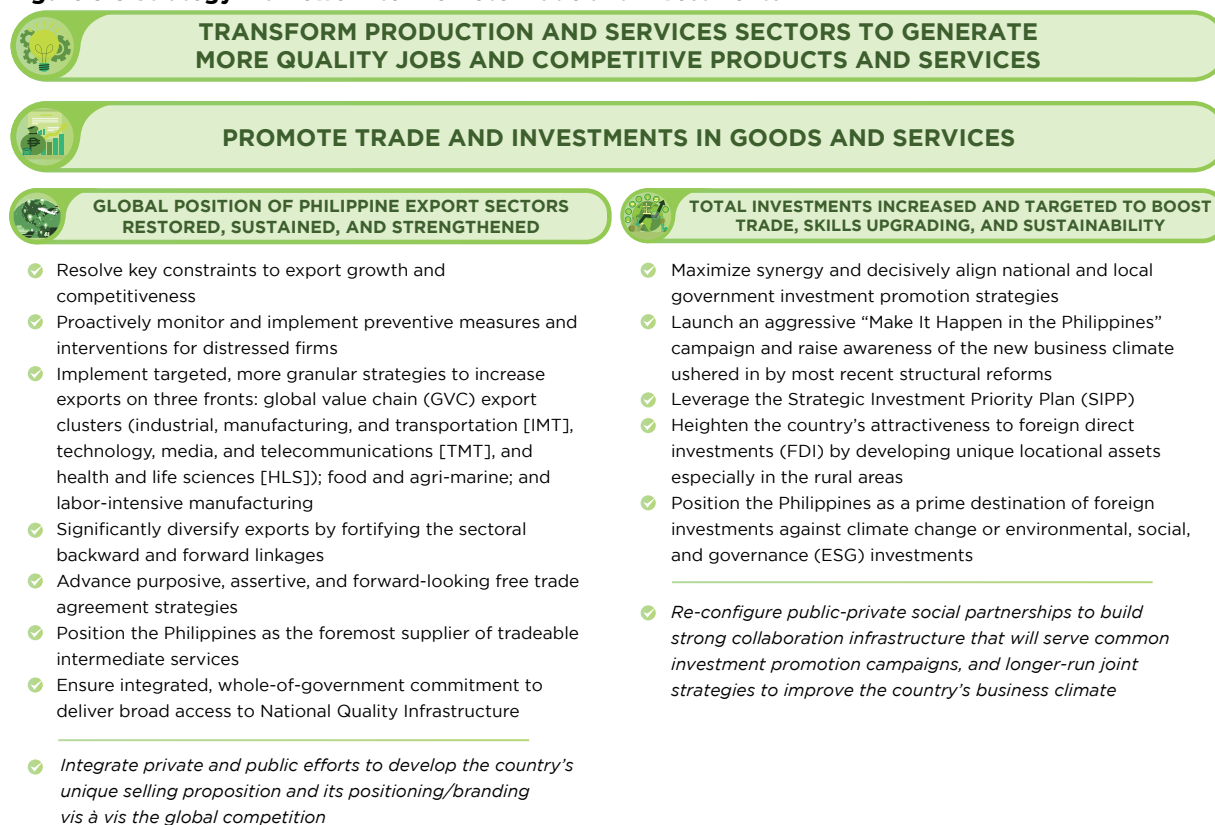 TRANSFORM PRODUCTION AND SERVICES SECTORS TO GENERATE
MORE QUALITY JOBS AND COMPETITIVE PRODUCTS AND SERVICES
PROMOTE TRADE AND INVESTMENTS IN GOODS AND SERVICES
GLOBAL POSITION OF PHILIPPINE EXPORT SECTORS
RESTORED, SUSTAINED, AND STRENGTHENED
Resolve key constraints to export growth and
competitiveness
Proactively monitor and implement preventive measures and
interventions for distressed firms
Implement targeted, more granular strategies to increase
exports on three fronts: global value chain (GVC) export
clusters (industrial, manufacturing, and transportation [IMT],
technology, media, and telecommunications [TMT], and
health and life sciences [HLS]); food and agri-marine; and
labor-intensive manufacturing
Significantly diversify exports by fortifying the sectoral
backward and forward linkages
Advance purposive, assertive, and forward-looking free trade
agreement strategies
Position the Philippines as the foremost supplier of tradeable
intermediate services
Ensure integrated, whole-of-government commitment to
deliver broad access to National Quality Infrastructure
Integrate private and public efforts to develop the country's
unique selling proposition and its positioning/branding
vis à vis the global competition
TOTAL INVESTMENTS INCREASED AND TARGETED TO BOOST
TRADE, SKILLS UPGRADING, AND SUSTAINABILITY
Maximize synergy and decisively align national and local
government investment promotion strategies
Launch an aggressive “Make It Happen in the Philippines”
campaign and raise awareness of the new business climate
ushered in by most recent structural reforms
Leverage the Strategic Investment Priority Plan (SIPP)
Heighten the country’s attractiveness to foreign direct
investments (FDI) by developing unique locational assets
especially in the rural areas
Position the Philippines as a prime destination of foreign
investments against climate change or environmental, social,
and governance (ESG) investments
Re-configure public-private social partnerships to build
strong collaboration infrastructure that will serve common
investment promotion campaigns, and longer-run joint
strategies to improve the country’s business climate